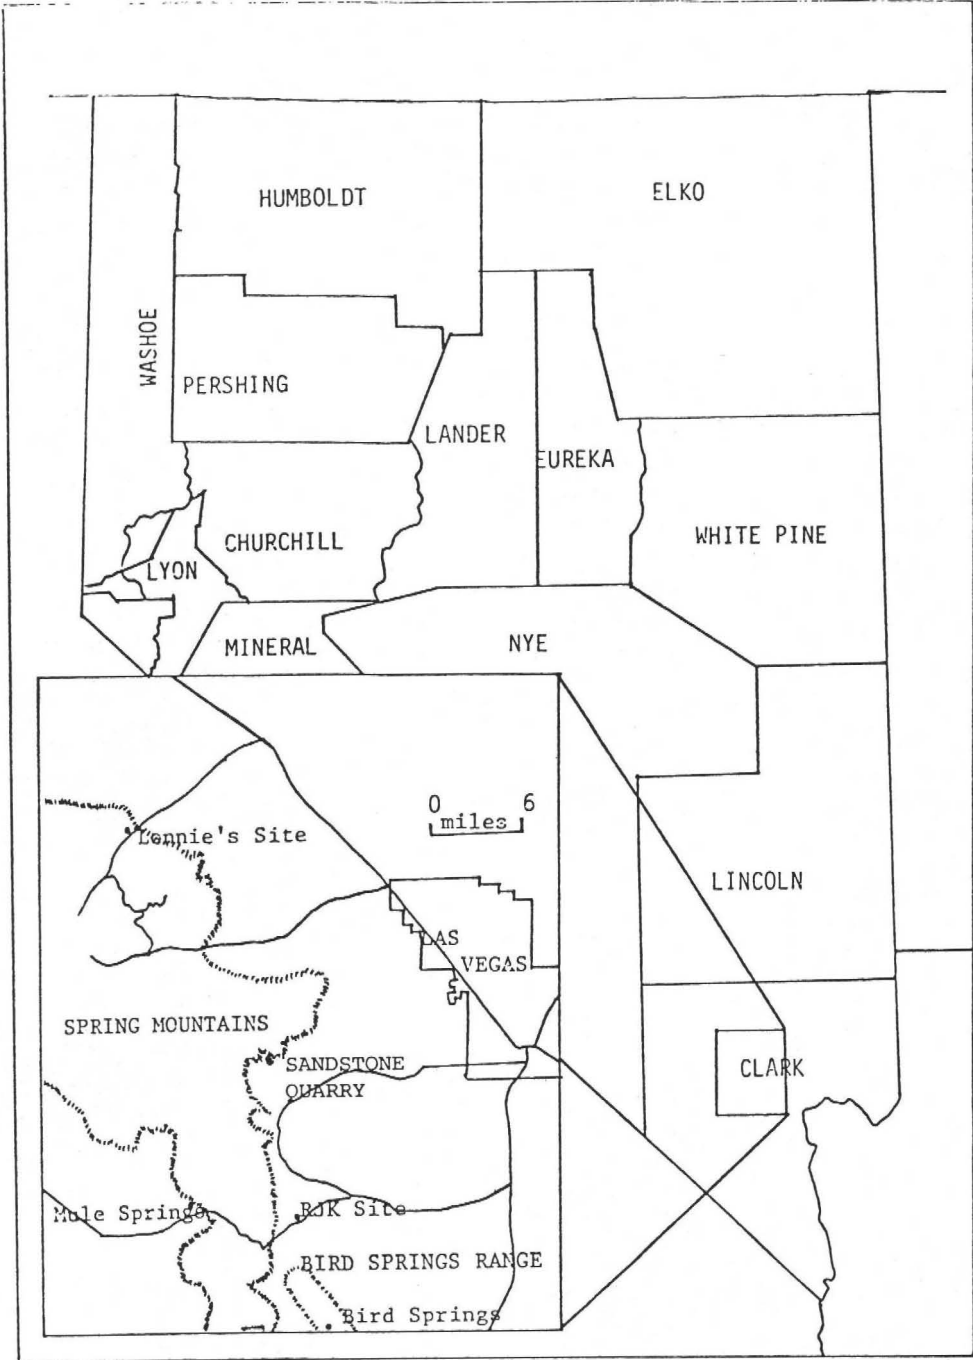 HUMBOLDT
ELKO
WASHOE
PERSHING
LANDER
EUREKA
CHURCHILL
WHITE PINE
LYON
MINERAL
NYE
0 6
miles
Lonnie's Site
LINCOLN
LAS
VEGAS
SPRING MOUNTAINS
SANDSTONE
QUARRY
CLARK
Mule Springs
RJK Site
BIRD SPRINGS RANGE
Bird Springs